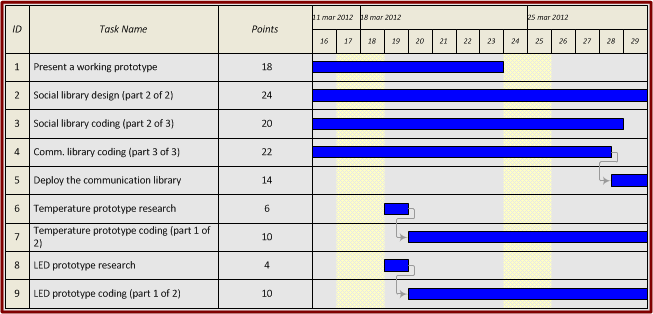 ID Task Name Points 11 mar 2012 18 mar 2012 25 mar 2012
16 17 18 19 20 21 22 23 24 25 26 27 28 29
1 Present a working prototype 18
2 Social library design (part 2 of 2) 24
3 Social library coding (part 2 of 3) 20
4 Comm. library coding (part 3 of 3) 22
5 Deploy the communication library 14
6 Temperature prototype research 6
7 Temperature prototype coding (part 1 of
2) 10
8 LED prototype research 4
9 LED prototype coding (part 1 of 2) 10